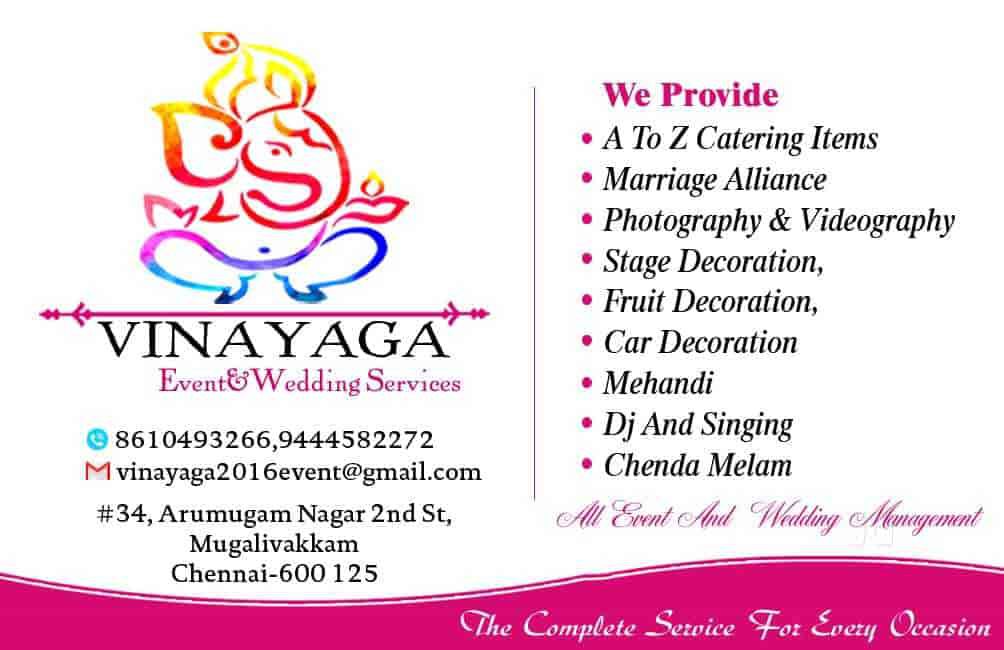 VINAYAGA
Event&Wedding Services
8610493266,9444582272
vinayaga2016event@gmail.com
#34, Arumugam Nagar 2nd St,
Mugalivakkam
Chennai-600 125
We Provide
• A To Z Catering Items
• Marriage Alliance
• Photography & Videography
• Stage Decoration,
• Fruit Decoration,
• Car Decoration
• Mehandi
• Dj And Singing
• Chenda Melam
All Event And Wedding Management
The Complete Service For Every Occasion